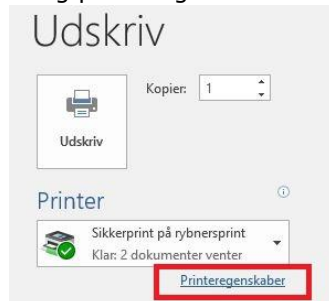 Udskriv
Kopier: 1
Udskriv
Printer
Sikkerprint på rybnersprint
Klar: 2 dokumenter venter
Printeregenskaber